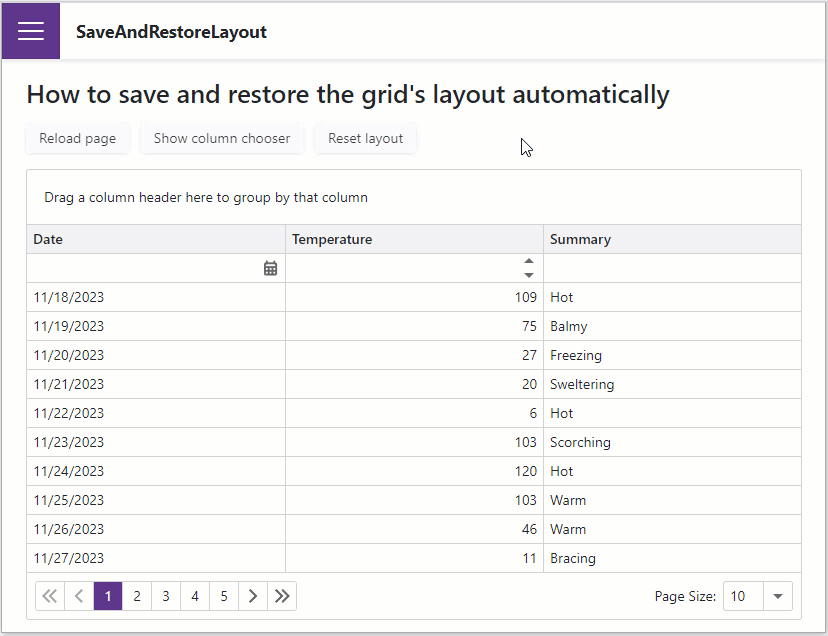 SaveAndRestoreLayout
How to save and restore the grid's layout automatically
Reload page Show column chooser Reset layout
Drag a column header here to group by that column
Date Temperature Summary
11/18/2023 109 Hot
11/19/2023 75 Balmy
11/20/2023 27 Freezing
11/21/2023 20 Sweltering
11/22/2023 6 Hot
11/23/2023 103 Scorching
11/24/2023 120 Hot
11/25/2023 103 Warm
11/26/2023 46 Warm
11/27/2023 11 Bracing
1 2 3 4 5 Page Size: 10